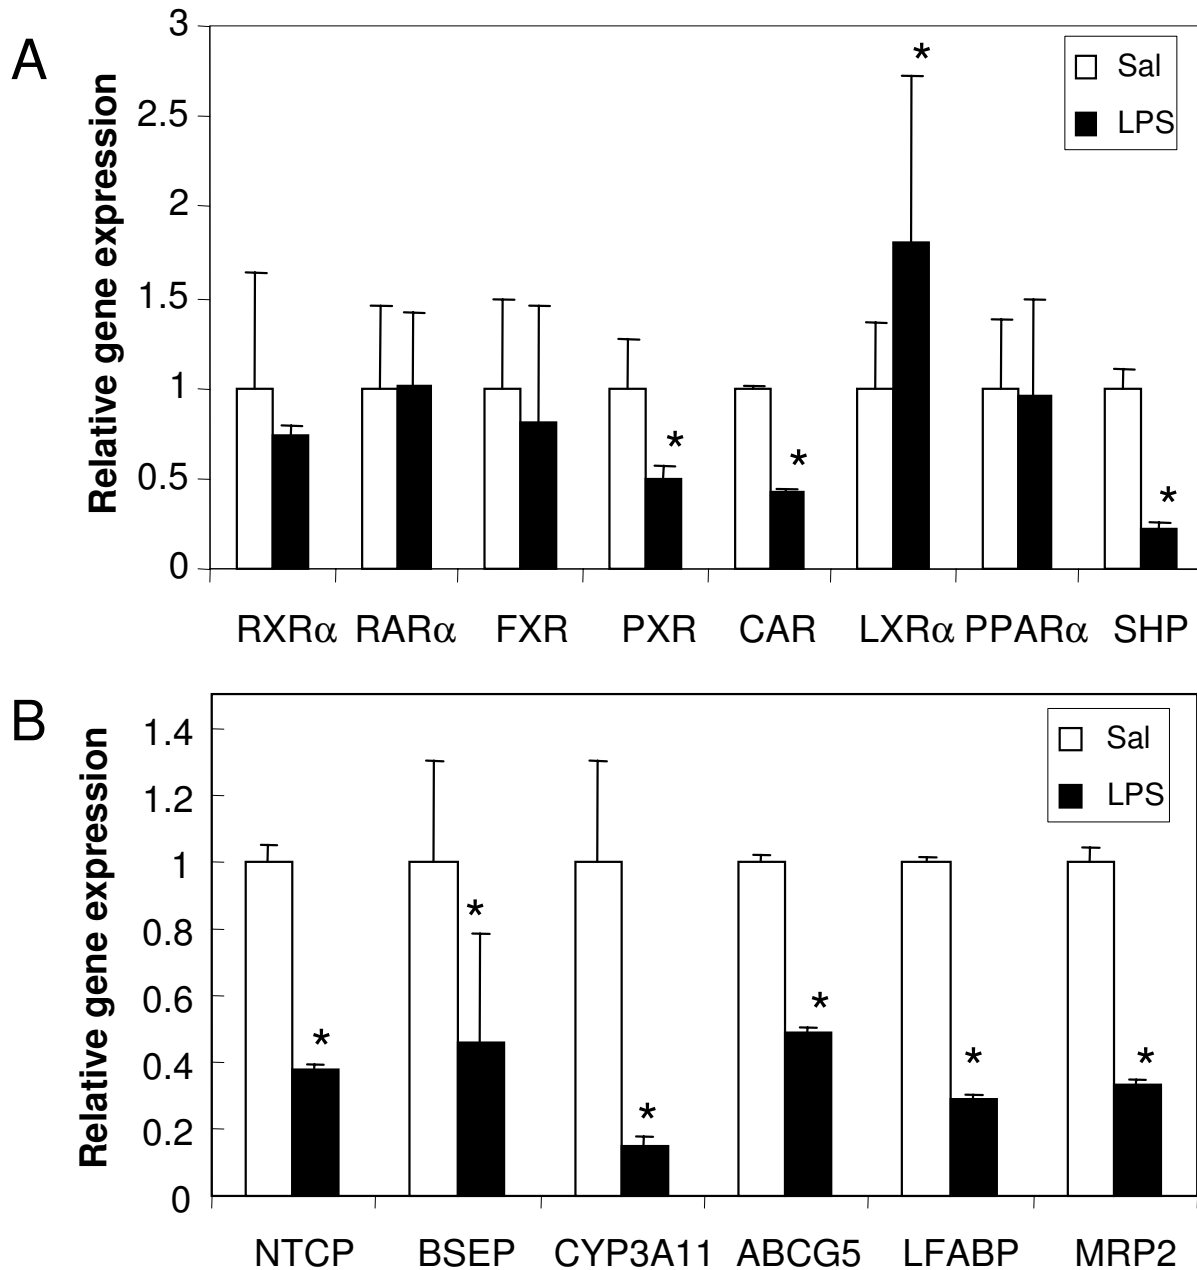 A
Relative gene expression
3
2.5
2
1.5
1
0.5
0
* * * *
Sal
LPS
RXRα RARα FXR PXR CAR LXRα PPARα SHP
B
Relative gene expression
1.4
1.2
1
0.8
0.6
0.4
0.2
0
* * * * * *
Sal
LPS
NTCP BSEP CYP3A11 ABCG5 LFABP MRP2